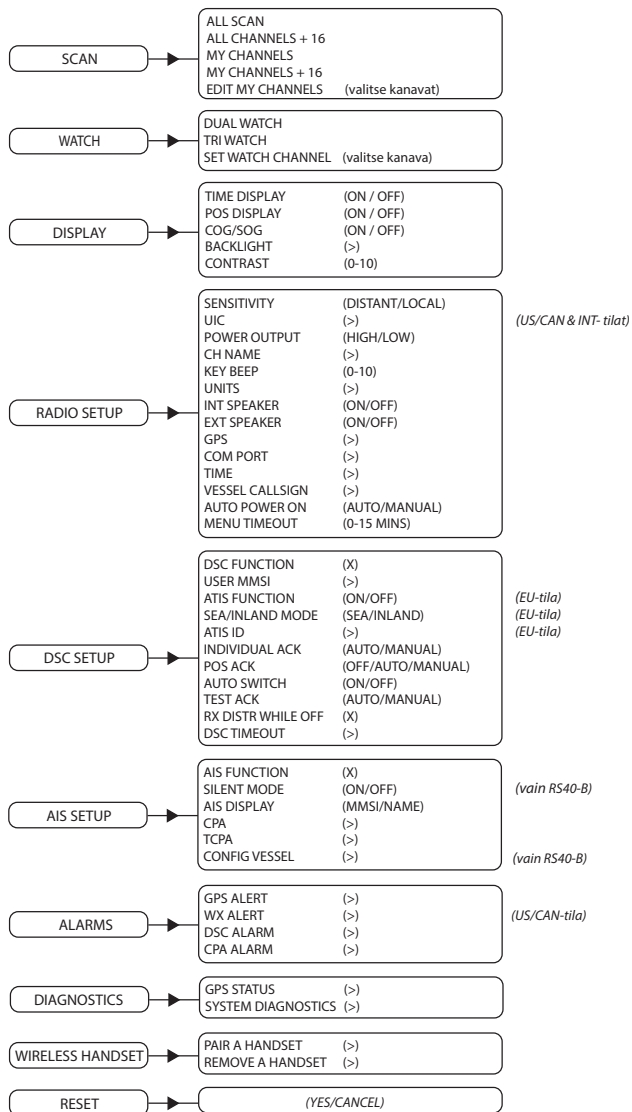 SCAN
ALL SCAN
ALL CHANNELS + 16
MY CHANNELS
MY CHANNELS + 16
EDIT MY CHANNELS (valitse kanavat)
WATCH
DUAL WATCH
TRI WATCH
SET WATCH CHANNEL (valitse kanava)
DISPLAY
TIME DISPLAY (ON / OFF)
POS DISPLAY (ON / OFF)
COG/SOG (ON / OFF)
BACKLIGHT (>)
CONTRAST (0-10)
RADIO SETUP
SENSITIVITY (DISTANT/LOCAL)
UIC (>) (US/CAN & INT- tilat)
POWER OUTPUT (HIGH/LOW)
CH NAME (>)
KEY BEEP (0-10)
UNITS (>)
INT SPEAKER (ON/OFF)
EXT SPEAKER (ON/OFF)
GPS (>)
COM PORT (>)
TIME (>)
VESSEL CALLSIGN (>)
AUTO POWER ON (AUTO/MANUAL)
MENU TIMEOUT (0-15 MINS)
DSC SETUP
DSC FUNCTION (X)
USER MMSI (>)
ATIS FUNCTION (ON/OFF) (EU-tila)
SEA/INLAND MODE (SEA/INLAND) (EU-tila)
ATIS ID (>) (EU-tila)
INDIVIDUAL ACK (AUTO/MANUAL)
POS ACK (OFF/AUTO/MANUAL)
AUTO SWITCH (ON/OFF)
TEST ACK (AUTO/MANUAL)
RX DISTR WHILE OFF (X)
DSC TIMEOUT (>)
AIS SETUP
AIS FUNCTION (X)
SILENT MODE (ON/OFF) (vain RS40-B)
AIS DISPLAY (MMSI/NAME)
CPA (>)
TCPA (>)
CONFIG VESSEL (>) (vain RS40-B)
ALARMS
GPS ALERT (>)
WX ALERT (>) (US/CAN-tila)
DSC ALARM (>)
CPA ALARM (>)
DIAGNOSTICS
GPS STATUS (>)
SYSTEM DIAGNOSTICS (>)
WIRELESS HANDSET
PAIR A HANDSET (>)
REMOVE A HANDSET (>)
RESET
(YES/CANCEL)